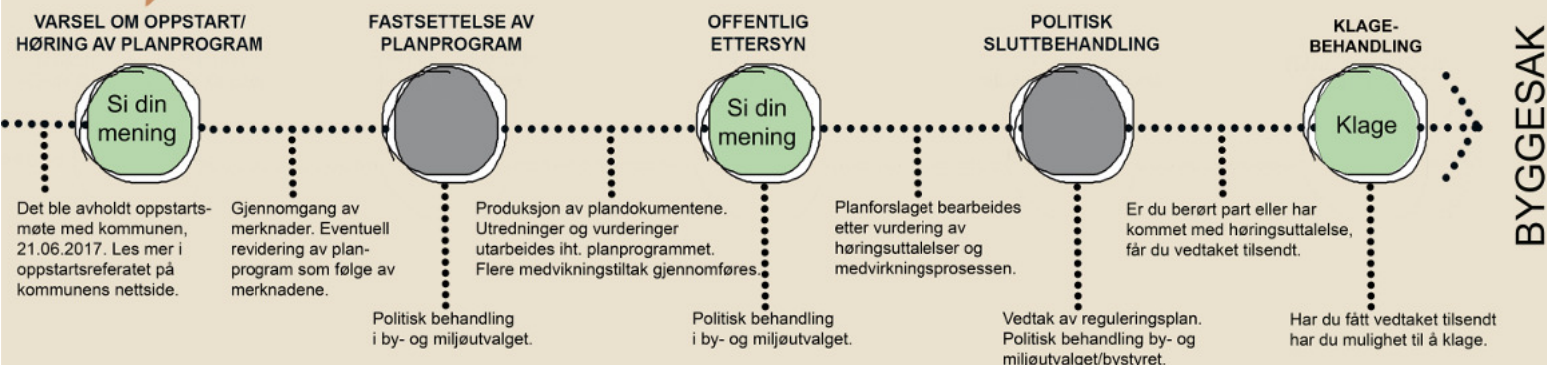 VARSEL OM OPPSTART/
HØRING AV PLANPROGRAM
Si din
mening
Det ble avholdt oppstarts-
møte med kommunen,
21.06.2017. Les mer i
oppstartsreferatet på
kommunens nettside.
Gjennomgang av
merknader. Eventuell
revidering av plan-
program som følge av
merknadene.
FASTSETTELSE AV
PLANPROGRAM
Politisk behandling
i by- og miljøutvalget.
Produksjon av plandokumentene.
Utredninger og vurderinger
utarbeides iht. planprogrammet.
Flere medvikningstiltak gjennomføres.
OFFENTLIG
ETTERSYN
Si din
mening
Politisk behandling
i by- og miljøutvalget.
Planforslaget bearbeides
etter vurdering av
høringsuttalelser og
medvirkningsprosessen.
POLITISK
SLUTTBEHANDLING
Vedtak av reguleringsplan.
Politisk behandling by- og
miljøutvalget/bystyret.
Er du berørt part eller har
kommet med høringsuttalelse,
får du vedtaket tilsendt.
KLAGE-
BEHANDLING
Klage
Har du fått vedtaket tilsendt
har du mulighet til å klage.
BYGGESAK